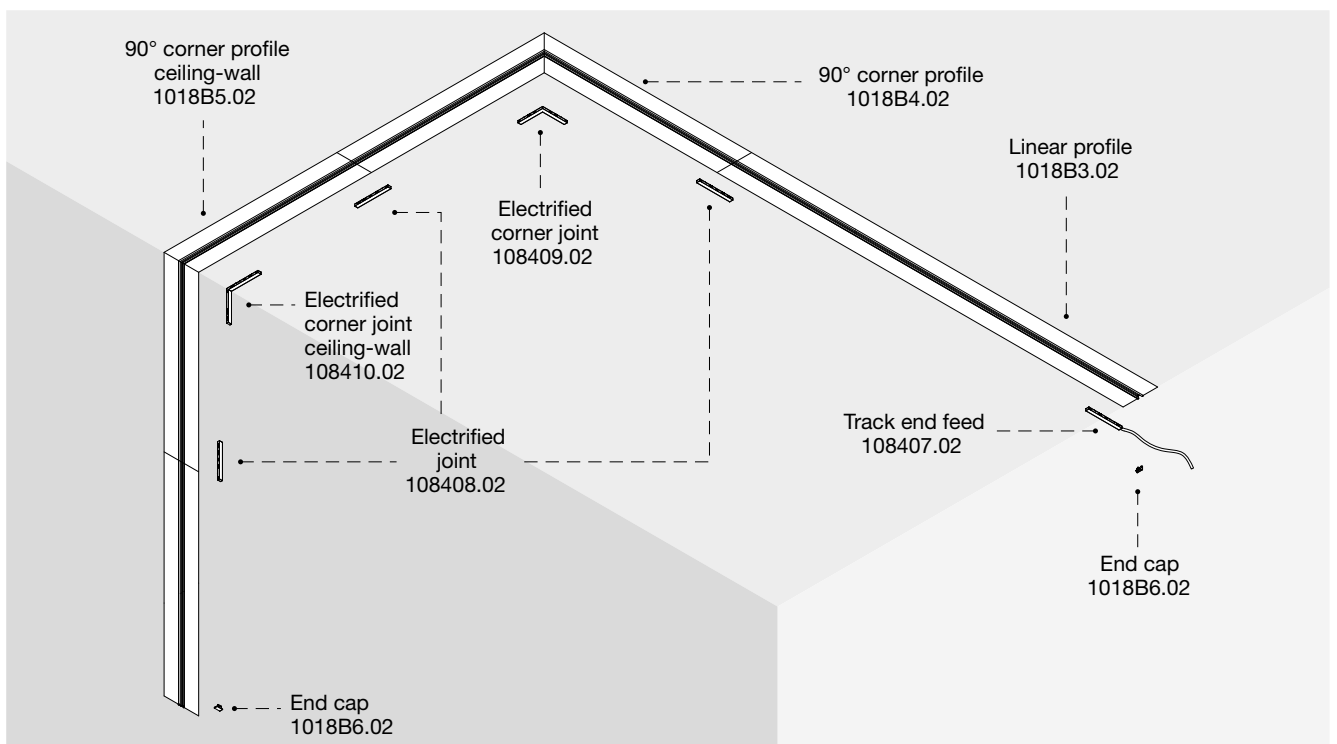 90° corner profile
ceiling-wall
1018B5.02
90° corner profile
1018B4.02
Linear profile
1018B3.02
Electrified
corner joint
108409.02
Electrified
corner joint
ceiling-wall
108410.02
Electrified
joint
108408.02
Track end feed
108407.02
End cap
1018B6.02
End cap
1018B6.02